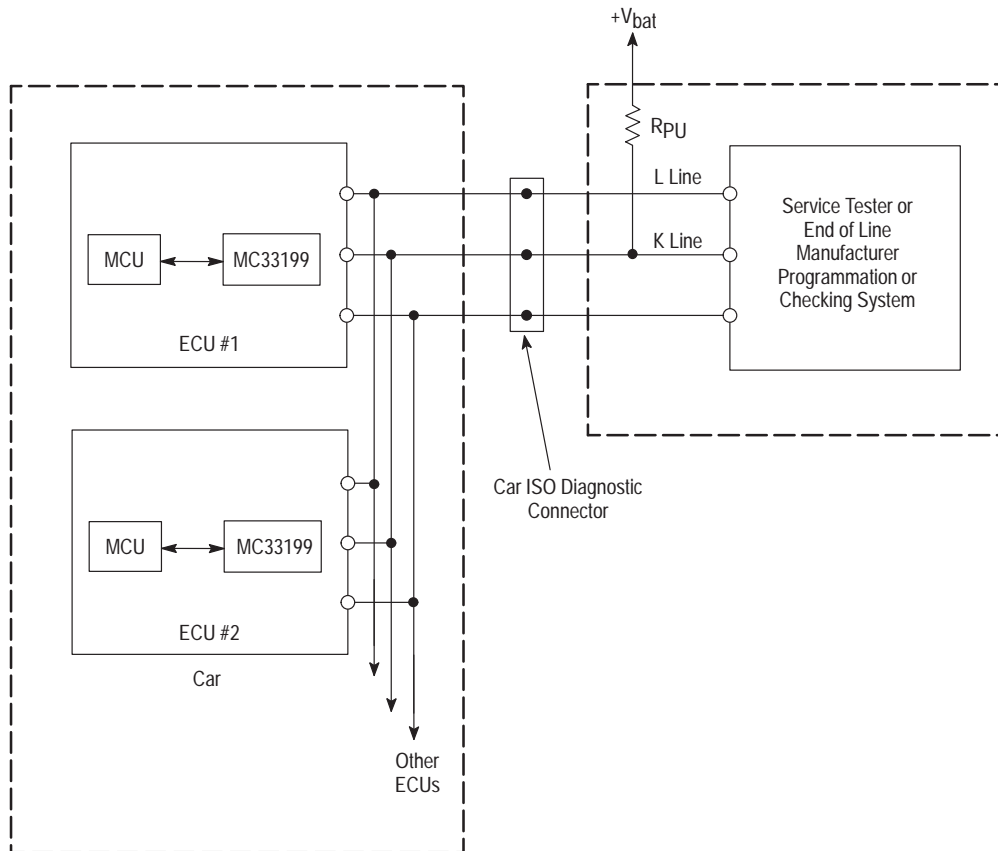 +Vbat
RPU
L Line
K Line
Service Tester or
End of Line
Manufacturer
Programmation or
Checking System
MCU
MC33199
ECU #1
Car ISO Diagnostic
Connector
MCU
MC33199
ECU #2
Car
Other
ECUs